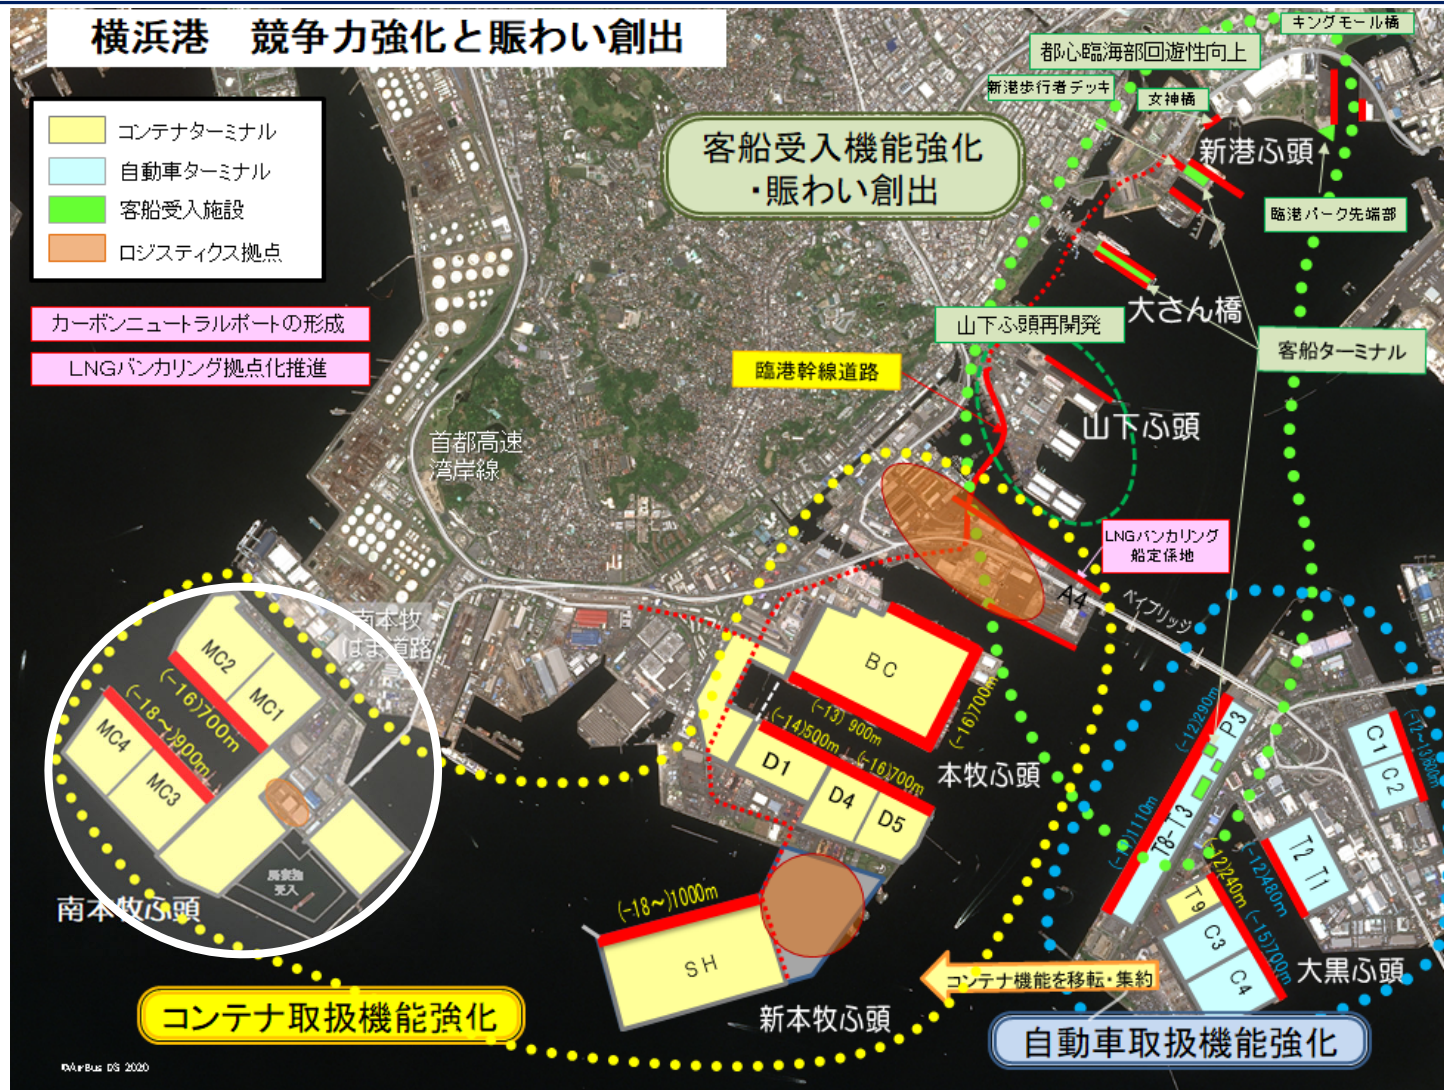 横浜港　競争力強化と賑わい創出
コンテナターミナル
自動車ターミナル
客船受入施設
ロジスティクス拠点
カーボンニュートラルポートの形成
LNGバンカリング拠点化推進
キングモール橋
都心臨海部回遊性向上
新港歩行者デッキ
女神橋
客船受入機能強化
・賑わい創出
新港ふ頭
臨港パーク先端部
大さん橋
山下ふ頭再開発
客船ターミナル
臨港幹線道路
山下ふ頭
首都高速
湾岸線
LNGバンカリング
船定係地
A4
ベイブリッジ
南本牧
はま道路
MC2
MC1
(-16)700m
(-18~)900m
MC4
MC3
南本牧ふ頭
BC
(-13) 900m
(-16)700m
(-14)500m
(-16)700m
D1
D4
D5
本牧ふ頭
(-18~)1000m
SH
新本牧ふ頭
(-12)290m
P3
T8-T3
C1
C2
(-12)240m
(-12)480m
(-15)700m
T2 T1
T9
C3
C4
大黒ふ頭
コンテナ機能を移転・集約
コンテナ取扱機能強化
自動車取扱機能強化
©AirBus DS 2020